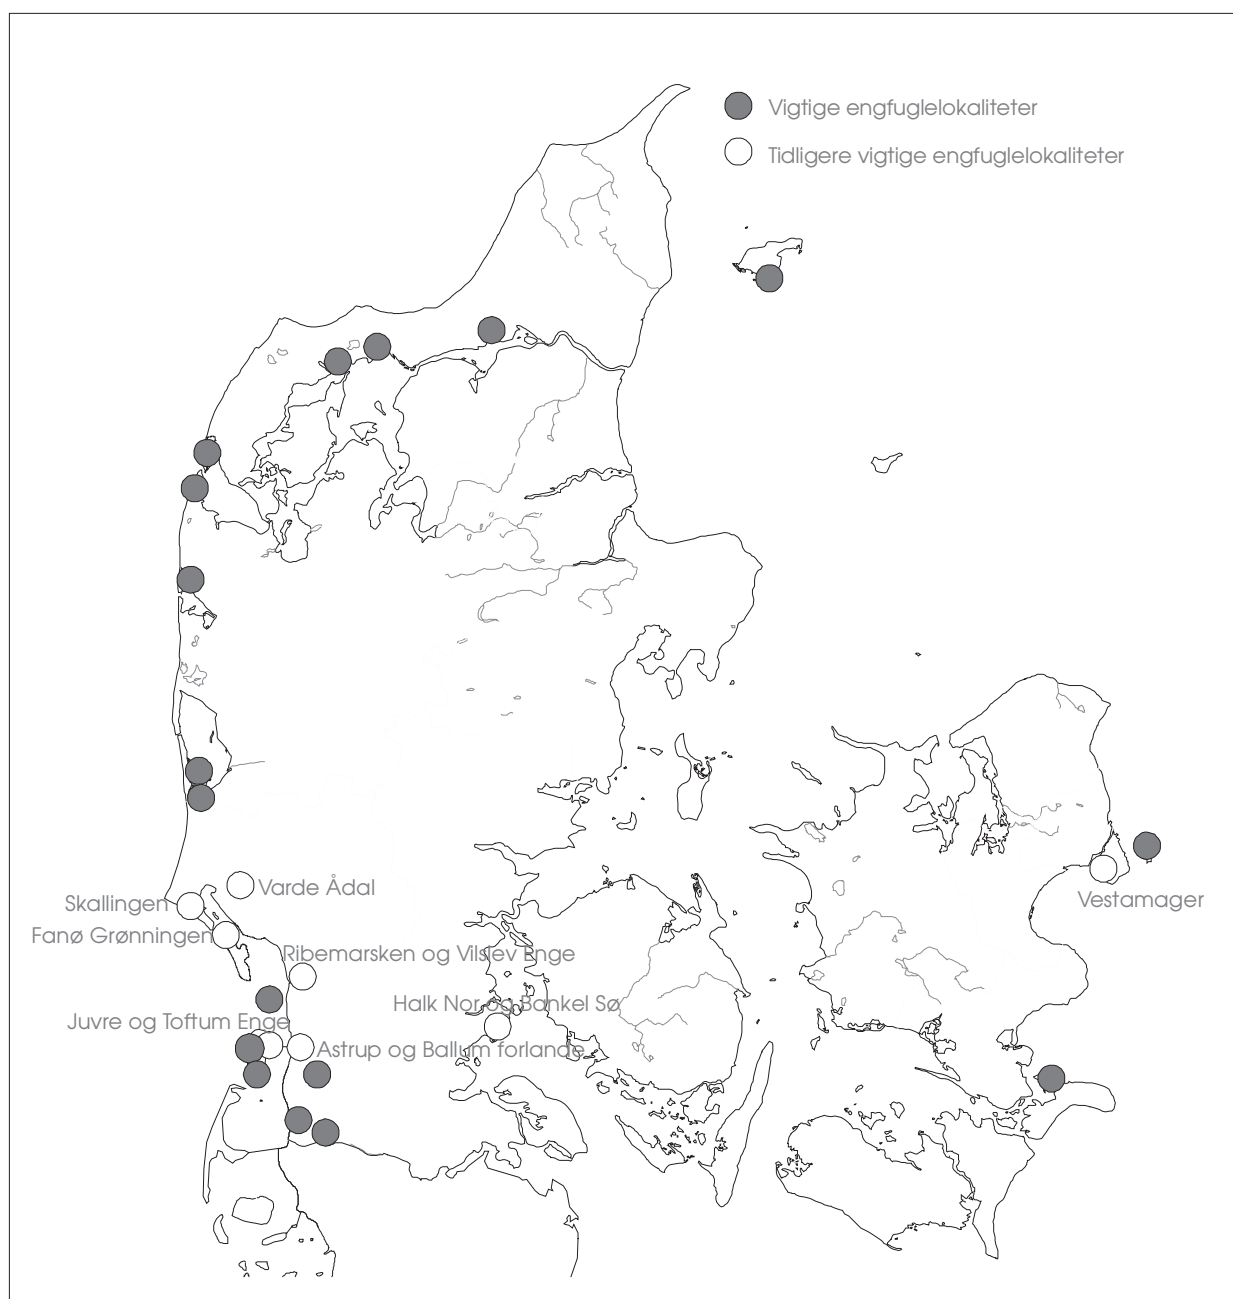 Vigtige engfuglelokaliteter
Tidligere vigtige engfuglelokaliteter
Varde Ådal
Skallingen
Vestamager
Fanø Grønningen
Ribemarsken og Vilslev Enge
Halk Nor og Bankel Sø
Juvre og Toftum Enge
Astrup og Ballum forlande